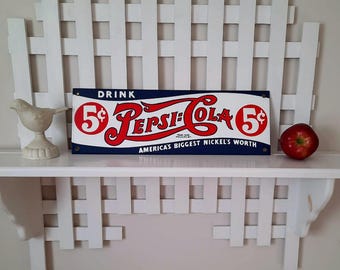 DRINK
5¢ PEPSI:COLA 5¢
AMERICA'S BIGGEST NICKEL'S WORTH